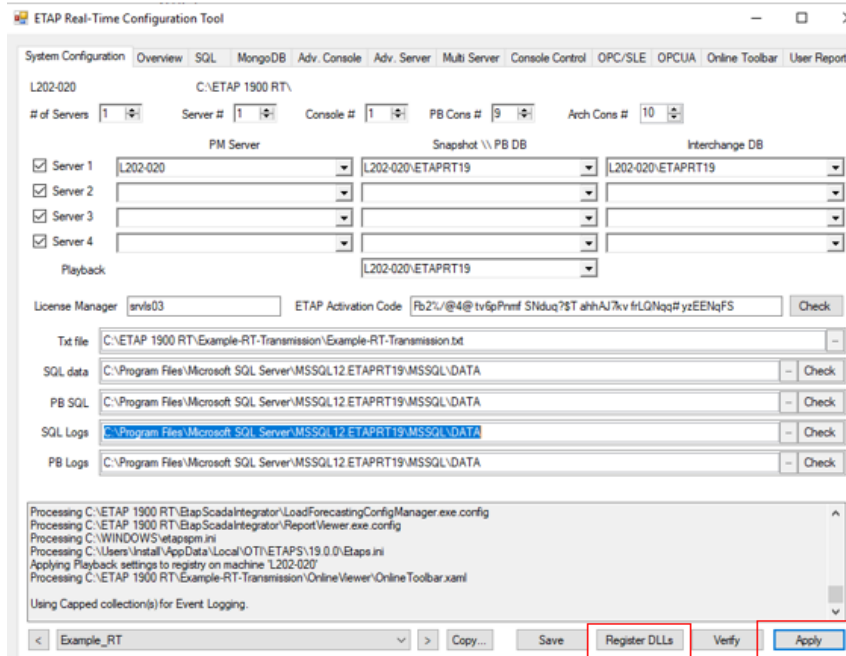 ETAP Real-Time Configuration Tool
System Configuration Overview SQL MongoDB Adv. Console Adv. Server Multi Server Console Control OPC/SLE OPCUA Online Toolbar User Report
L202-020 C:\ETAP 1900 RT\
# of Servers 1 Server # 1 Console # 1 PB Cons # 9 Arch Cons # 10
PM Server Snapshot \\ PB DB Interchange DB
Server 1 L202-020 L202-020\ETAPRT19 L202-020\ETAPRT19
Server 2
Server 3
Server 4
Playback L202-020\ETAPRT19
License Manager srvls03 ETAP Activation Code Check
Txt file C:\ETAP 1900 RT\Example-RT-Transmission\Example-RT-Transmission.txt ...
SQL data C:\Program Files\Microsoft SQL Server\MSSQL12.ETAPRT19\MSSQL\DATA ... Check
PB SQL C:\Program Files\Microsoft SQL Server\MSSQL12.ETAPRT19\MSSQL\DATA ... Check
SQL Logs C:\Program Files\Microsoft SQL Server\MSSQL12.ETAPRT19\MSSQL\DATA ... Check
PB Logs C:\Program Files\Microsoft SQL Server\MSSQL12.ETAPRT19\MSSQL\DATA ... Check
Processing C:\ETAP 1900 RT\EtapScadaIntegrator\LoadForecastingConfigManager.exe.config
Processing C:\ETAP 1900 RT\EtapScadaIntegrator\ReportViewer.exe.config
Processing C:\WINDOWS\etapspm.ini
Processing C:\Users\Install\AppData\Local\OTI\ETAPS\19.0.0\Etaps.ini
Applying Playback settings to registry on machine 'L202-020'
Processing C:\ETAP 1900 RT\Example-RT-Transmission\OnlineViewer\OnlineToolbar.xaml
Using Capped collection(s) for Event Logging.
< Example_RT > Copy... Save Register DLLs Verify Apply